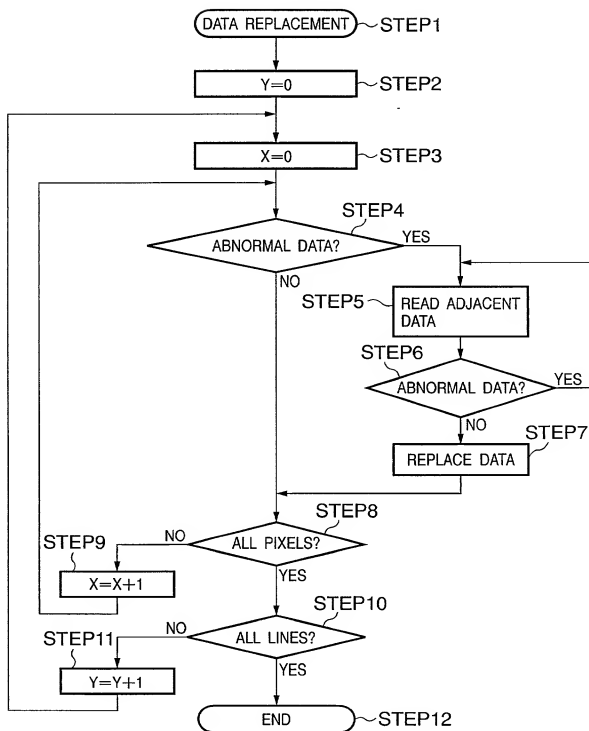 DATA REPLACEMENT STEP1
Y=0 STEP2
X=0 STEP3
STEP4
ABNORMAL DATA? YES
NO
STEP5 READ ADJACENT
DATA
STEP6
ABNORMAL DATA? YES
NO
STEP7
REPLACE DATA
STEP8
ALL PIXELS? NO
YES
STEP9
X=X+1
STEP10
ALL LINES? NO
YES
STEP11
Y=Y+1
END STEP12